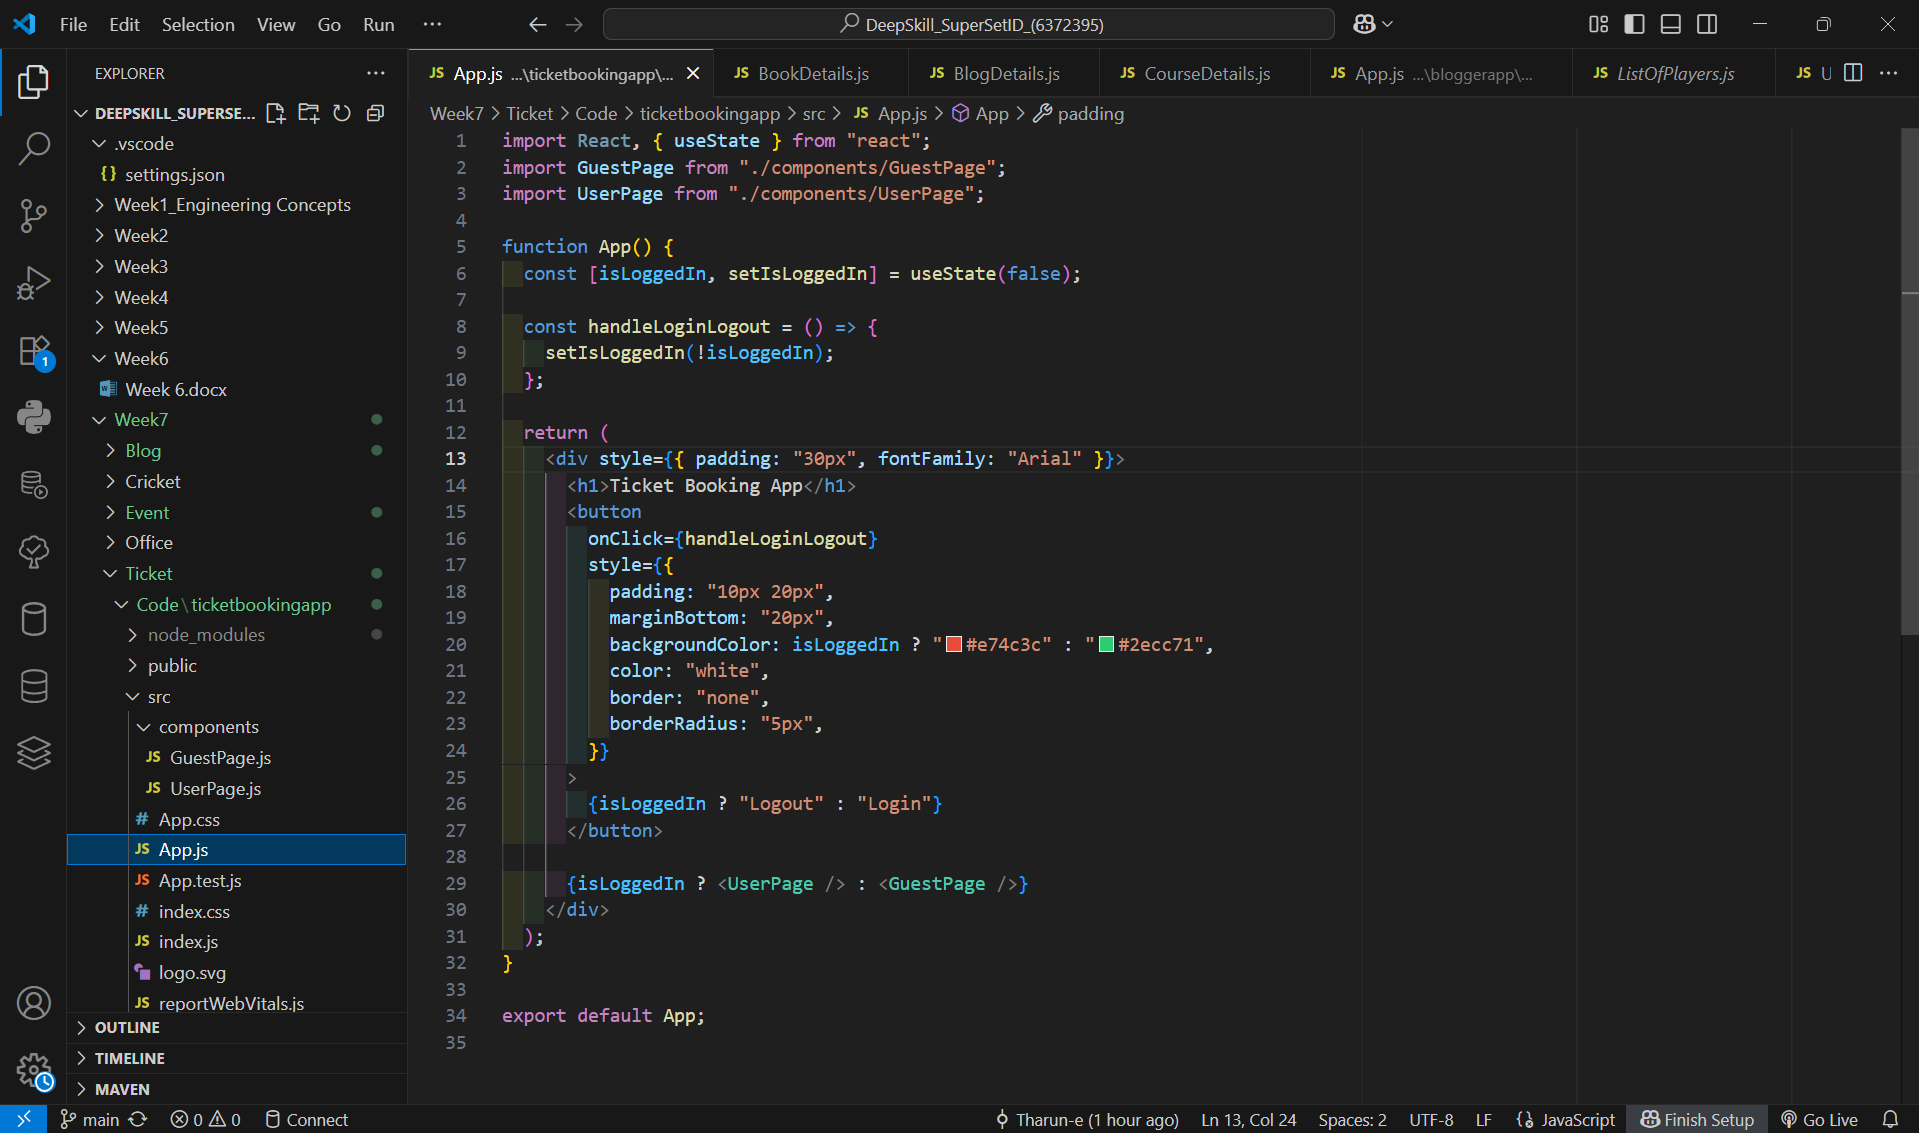 File Edit Selection View Go Run ··· DeepSkill_SuperSetID_(6372395)
EXPLORER
DEEPSKILL_SUPERSE...
.vscode
{} settings.json
Week1_Engineering Concepts
Week2
Week3
Week4
Week5
Week6
Week 6.docx
Week7
Blog
Cricket
Event
Office
Ticket
Code\ticketbookingapp
node_modules
public
src
components
JS GuestPage.js
JS UserPage.js
# App.css
JS App.js
JS App.test.js
# index.css
JS index.js
logo.svg
JS reportWebVitals.js
OUTLINE
TIMELINE
MAVEN
1
JS App.js ...\ticketbookingapp\... JS BookDetails.js JS BlogDetails.js JS CourseDetails.js JS App.js ...\bloggerapp\... JS ListOfPlayers.js JS U
Week7 > Ticket > Code > ticketbookingapp > src > JS App.js > App > padding
1 import React, { useState } from "react";
2 import GuestPage from "./components/GuestPage";
3 import UserPage from "./components/UserPage";
4
5 function App() {
6 const [isLoggedIn, setIsLoggedIn] = useState(false);
7
8 const handleLoginLogout = () => {
9 setIsLoggedIn(!isLoggedIn);
10 };
11
12 return (
13 <div style={{ padding: "30px", fontFamily: "Arial" }}>
14 <h1>Ticket Booking App</h1>
15 <button
16 onClick={handleLoginLogout}
17 style={{
18 padding: "10px 20px",
19 marginBottom: "20px",
20 backgroundColor: isLoggedIn ? "#e74c3c" : "#2ecc71",
21 color: "white",
22 border: "none",
23 borderRadius: "5px",
24 }}
25 >
26 {isLoggedIn ? "Logout" : "Login"}
27 </button>
28
29 {isLoggedIn ? <UserPage /> : <GuestPage />}
30 </div>
31 );
32 }
33
34 export default App;
35
main 0 0 Connect Tharun-e (1 hour ago) Ln 13, Col 24 Spaces: 2 UTF-8 LF {} JavaScript Finish Setup Go Live